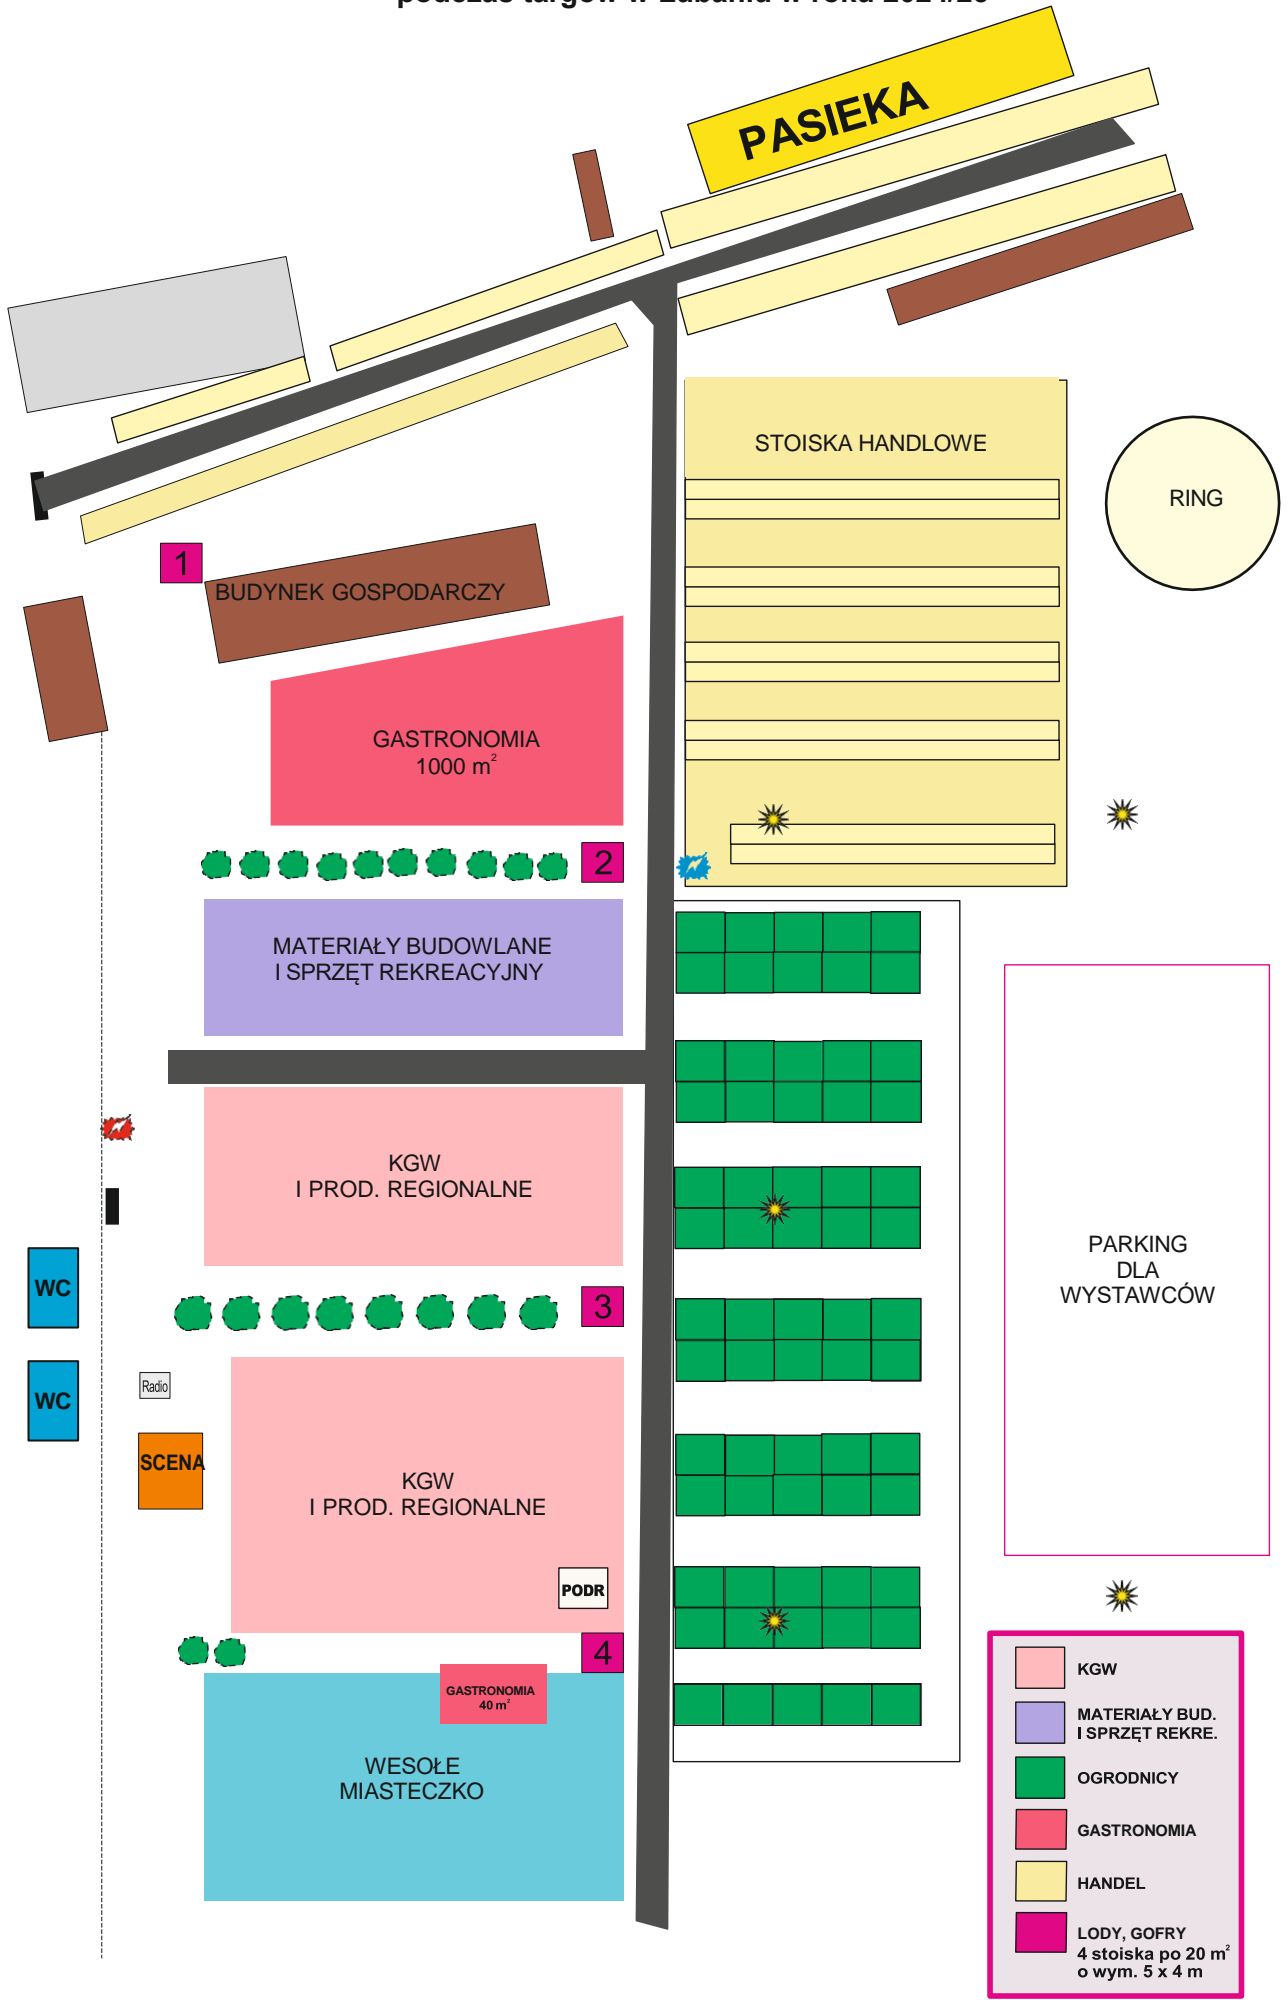 PASIEKA
STOISKA HANDLOWE
RING
1
BUDYNEK GOSPODARCZY
GASTRONOMIA
1000 m²
2
MATERIAŁY BUDOWLANE
I SPRZĘT REKREACYJNY
KGW
I PROD. REGIONALNE
PARKING
DLA
WYSTAWCÓW
WC
3
WC
Radio
SCENA
KGW
I PROD. REGIONALNE
PODR
4
GASTRONOMIA
40 m²
WESOŁE
MIASTECZKO
KGW
MATERIAŁY BUD.
I SPRZĘT REKRE.
OGRODNICY
GASTRONOMIA
HANDEL
LODY, GOFRY
4 stoiska po 20 m²
o wym. 5 x 4 m